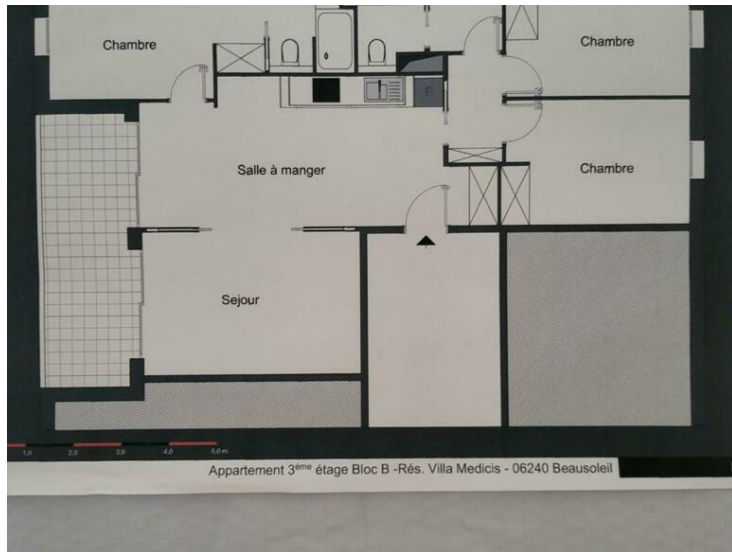 Chambre
Chambre
F
Salle à manger
Chambre
Sejour
1,0 2,0 3,0 4,0 5,0 m.
Appartement 3ème étage Bloc B -Rés. Villa Medicis - 06240 Beausoleil